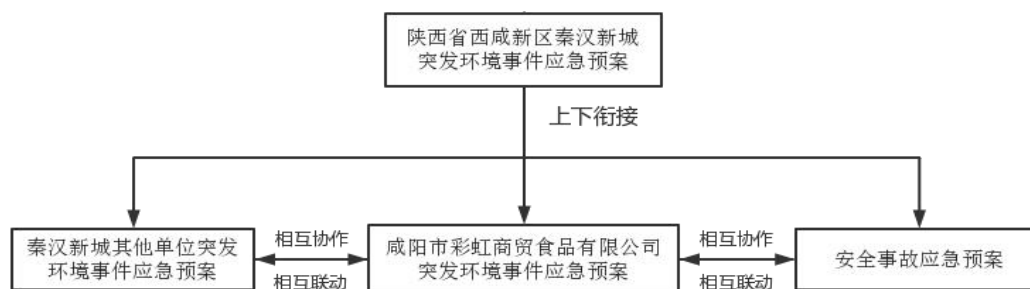 陕西省西咸新区秦汉新城
突发环境事件应急预案
上下衔接
秦汉新城其他单位突发
环境事件应急预案
相互协作
相互联动
咸阳市彩虹商贸食品有限公司
突发环境事件应急预案
相互协作
相互联动
安全事故应急预案